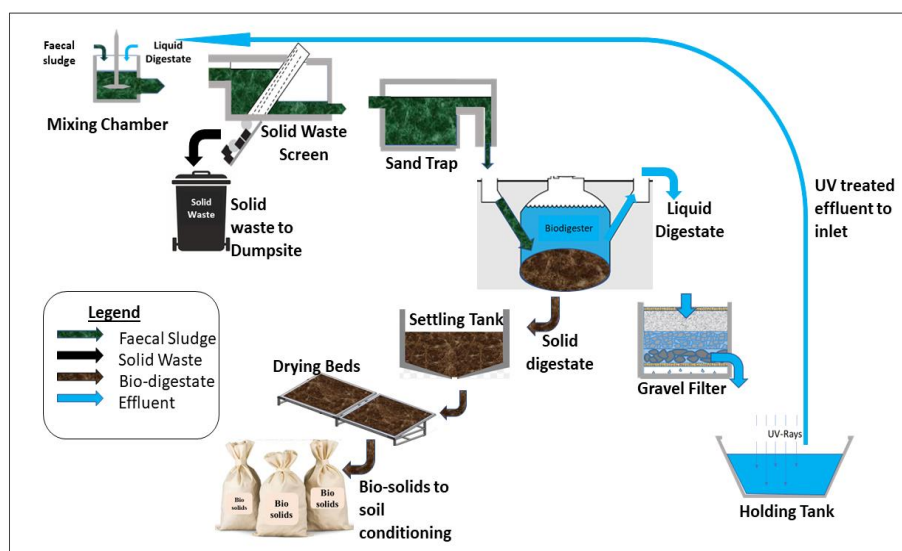 Faecal
sludge
Liquid
Digestate
Mixing Chamber
Solid Waste
Screen
Sand Trap
Solid
Waste
Solid
waste to
Dumpsite
Biodigester
Liquid
Digestate
UV treated
effluent to
inlet
Legend
Faecal Sludge
Solid Waste
Bio-digestate
Effluent
Settling Tank
Solid
digestate
Drying Beds
Gravel Filter
UV-Rays
Holding Tank
Bio
solids
Bio
solids
Bio
solids
Bio-solids to
soil
conditioning